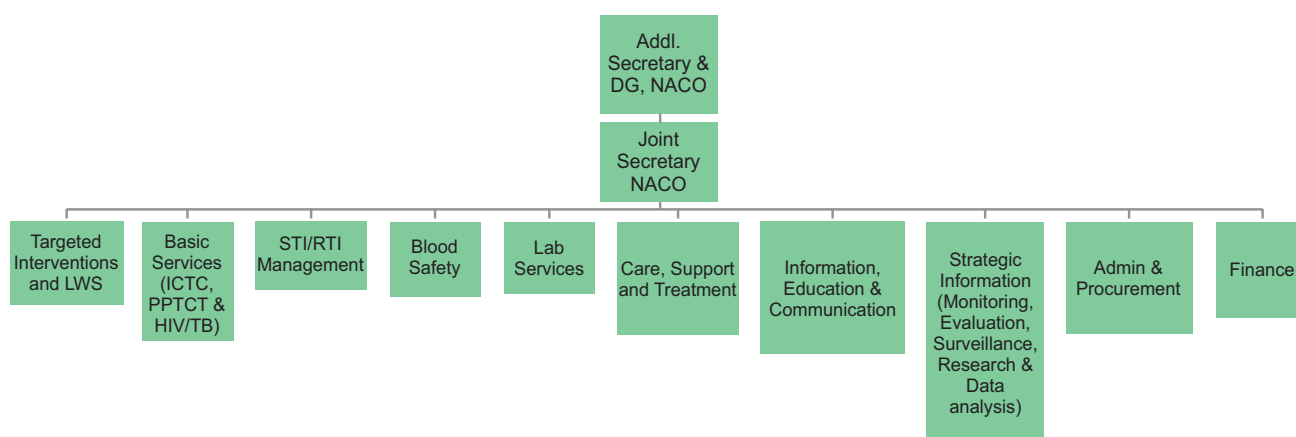 Addl.
Secretary &
DG, NACO
Joint
Secretary
NACO
Targeted
Interventions
and LWS
Basic
Services
(ICTC,
PPTCT &
HIV/TB)
STI/RTI
Management
Blood
Safety
Lab
Services
Care, Support
and Treatment
Information,
Education &
Communication
Strategic
Information
(Monitoring,
Evaluation,
Surveillance,
Research &
Data
analysis)
Admin &
Procurement
Finance